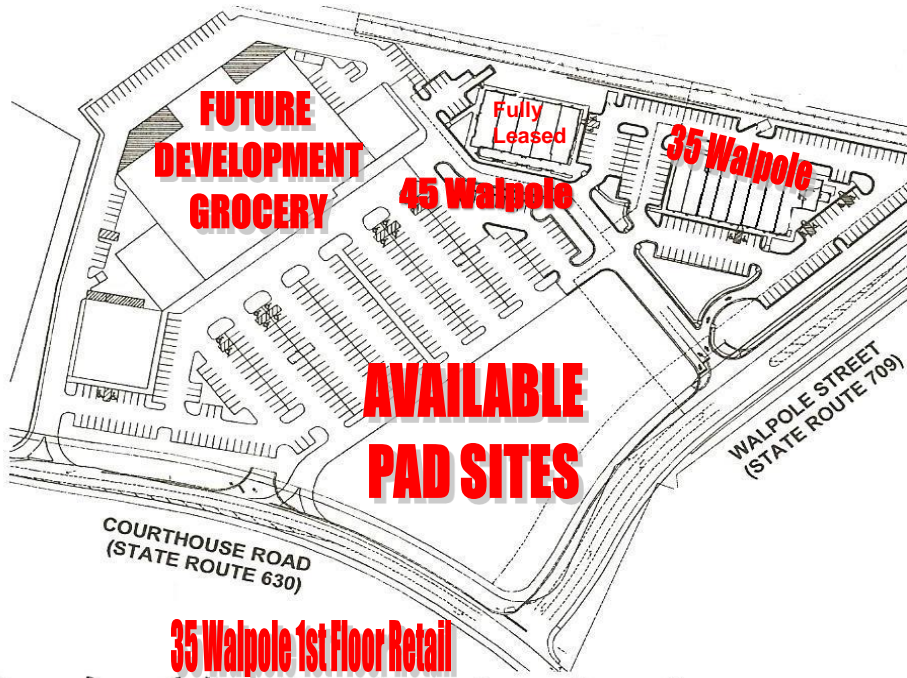 FUTURE
DEVELOPMENT
GROCERY
Fully
Leased
35 Walpole
45 Walpole
AVAILABLE
PAD SITES
WALPOLE STREET
(STATE ROUTE 709)
COURTHOUSE ROAD
(STATE ROUTE 630)
35 Walpole 1st Floor Retail